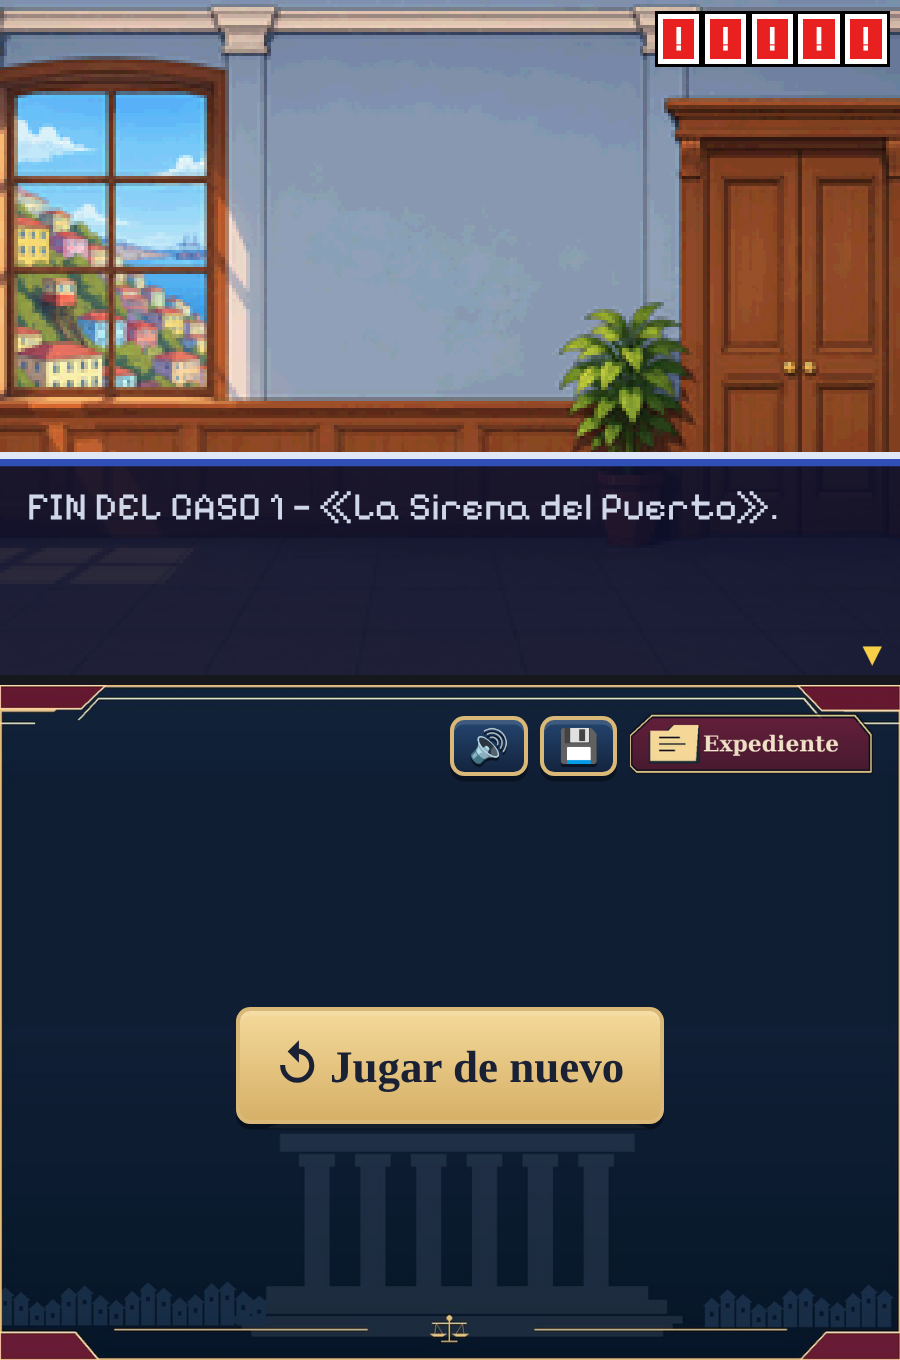 ! ! ! ! !
FIN DEL CASO 1 - «La Sirena del Puerto».
Expediente
Jugar de nuevo